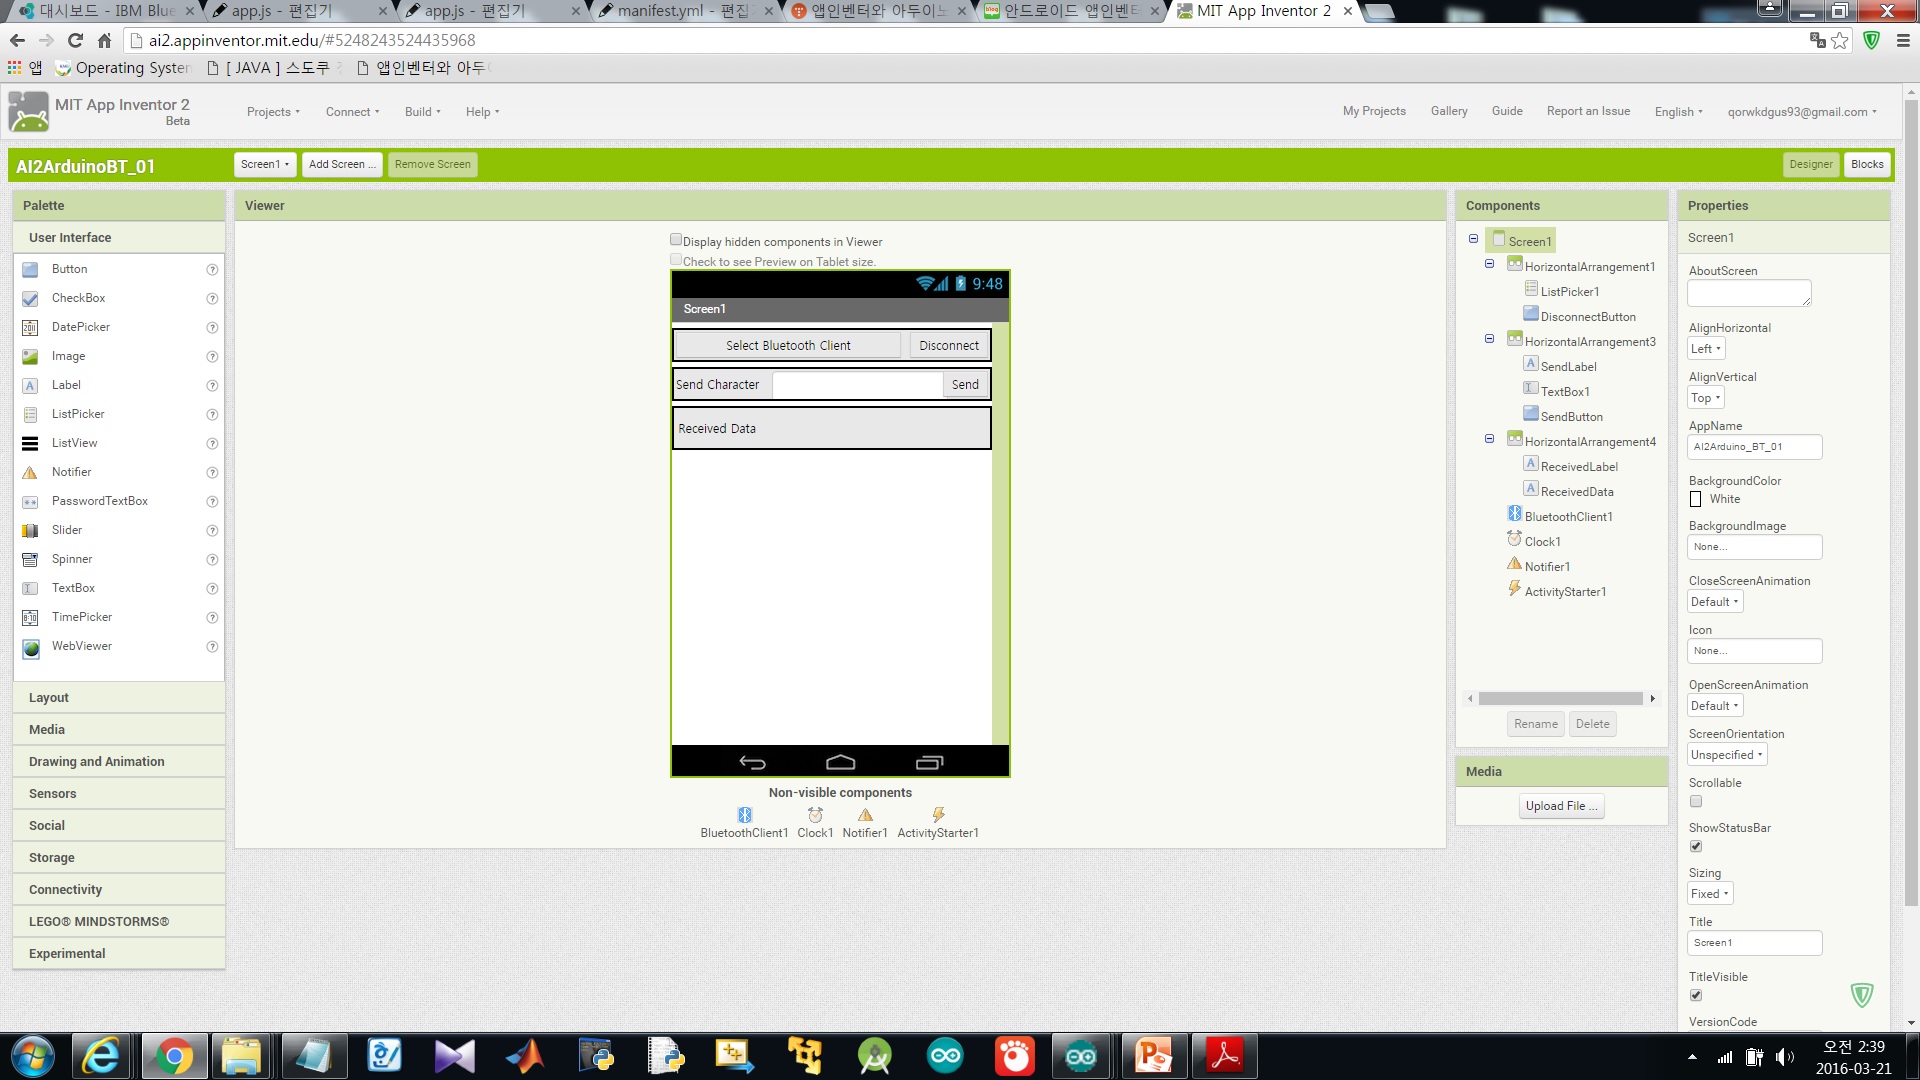 대시보드 - IBM Blue
app.js - 편집기
app.js - 편집기
manifest.yml - 편집
앱인벤터와 아두이노
안드로이드 앱인벤터
MIT App Inventor 2
ai2.appinventor.mit.edu/#5248243524435968
앱
Operating System
[ JAVA ] 스도쿠
앱인벤터와 아두이
MIT App Inventor 2
Beta
Projects
Connect
Build
Help
My Projects
Gallery
Guide
Report an Issue
English
qorwkdgus93@gmail.com
AI2ArduinoBT_01
Screen1
Add Screen ...
Remove Screen
Designer
Blocks
Palette
User Interface
Button
CheckBox
DatePicker
Image
Label
ListPicker
ListView
Notifier
PasswordTextBox
Slider
Spinner
TextBox
TimePicker
WebViewer
Layout
Media
Drawing and Animation
Sensors
Social
Storage
Connectivity
LEGO® MINDSTORMS®
Experimental
Viewer
Display hidden components in Viewer
Check to see Preview on Tablet size.
9:48
Screen1
Select Bluetooth Client
Disconnect
Send Character
Send
Received Data
Non-visible components
BluetoothClient1
Clock1
Notifier1
ActivityStarter1
Components
Screen1
HorizontalArrangement1
ListPicker1
DisconnectButton
HorizontalArrangement3
SendLabel
TextBox1
SendButton
HorizontalArrangement4
ReceivedLabel
ReceivedData
BluetoothClient1
Clock1
Notifier1
ActivityStarter1
Rename
Delete
Media
Upload File ...
Properties
Screen1
AboutScreen
AlignHorizontal
Left
AlignVertical
Top
AppName
AI2Arduino_BT_01
BackgroundColor
White
BackgroundImage
None...
CloseScreenAnimation
Default
Icon
None...
OpenScreenAnimation
Default
ScreenOrientation
Unspecified
Scrollable
ShowStatusBar
Sizing
Fixed
Title
Screen1
TitleVisible
VersionCode
오전 2:39
2016-03-21